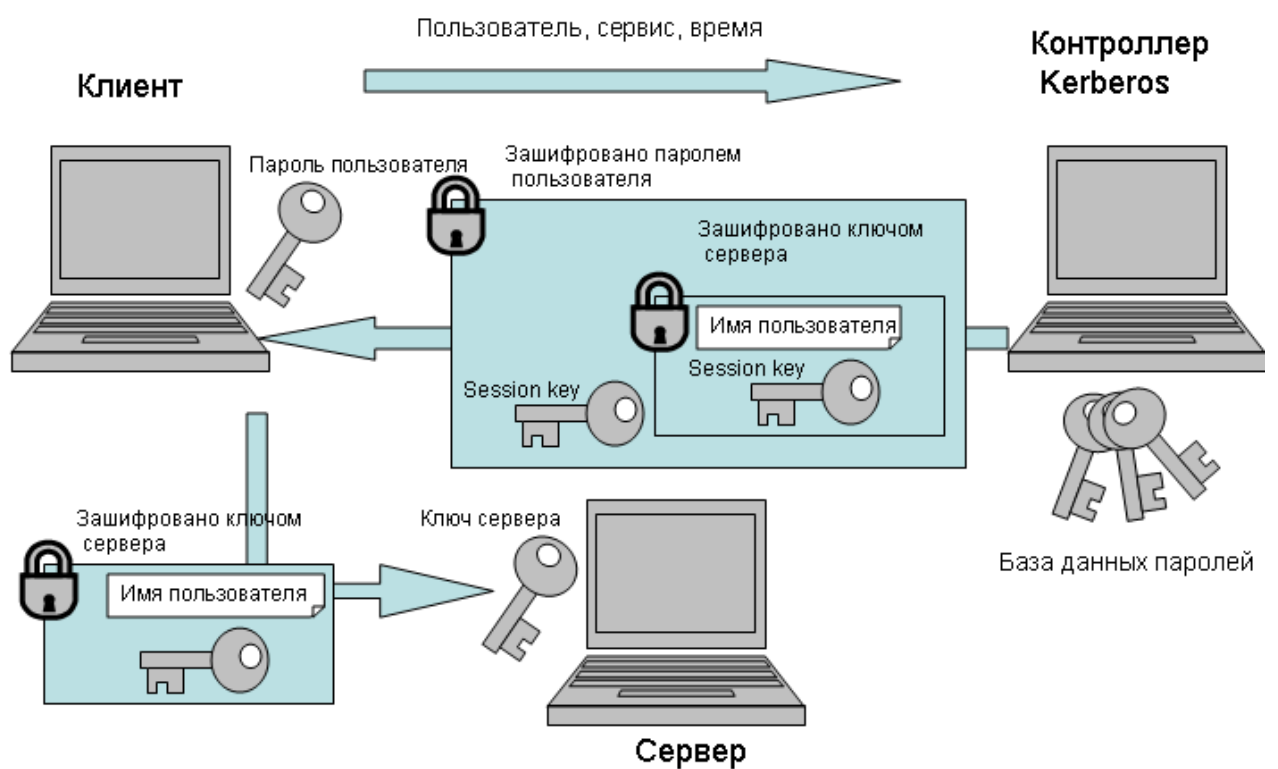 Пользователь, сервис, время
Контроллер
Kerberos
Клиент
Пароль пользователя
Зашифровано паролем
пользователя
Зашифровано ключом
сервера
Имя пользователя
Session key
Session key
Зашифровано ключом
сервера
Имя пользователя
Ключ сервера
База данных паролей
Сервер